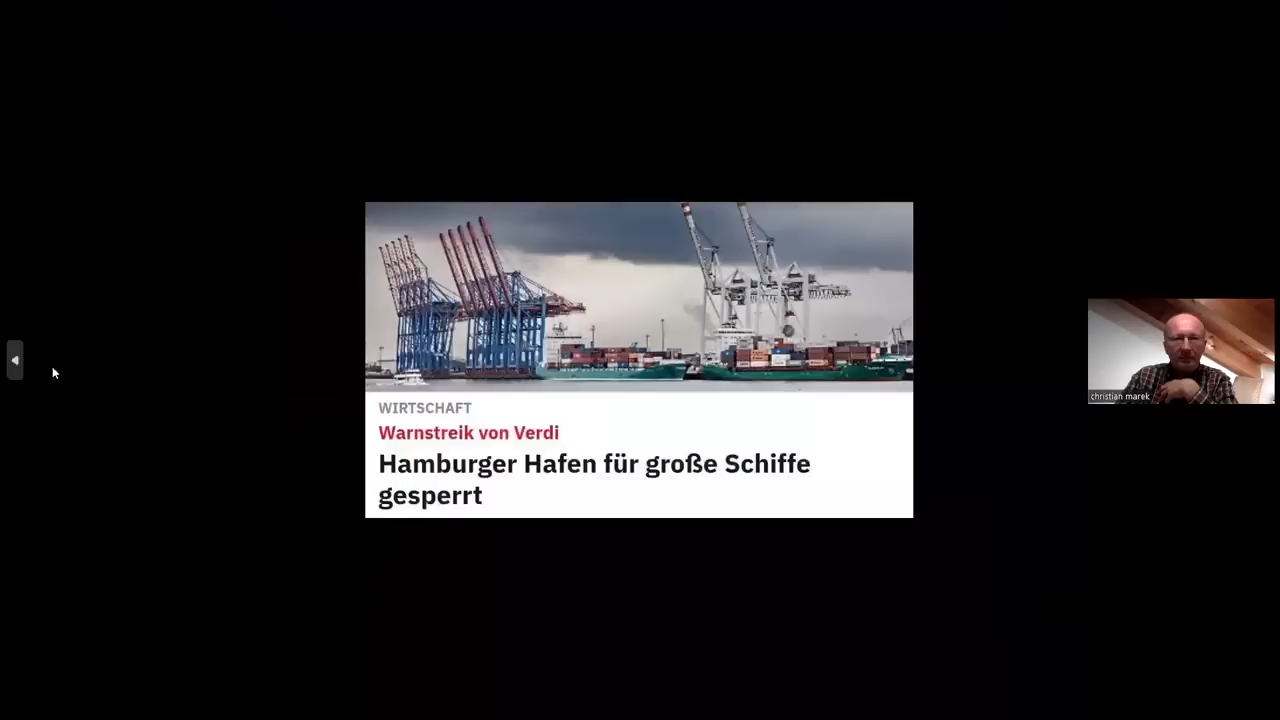 WIRTSCHAFT
Warnstreik von Verdi
Hamburger Hafen für große Schiffe
gesperrt
christian marek